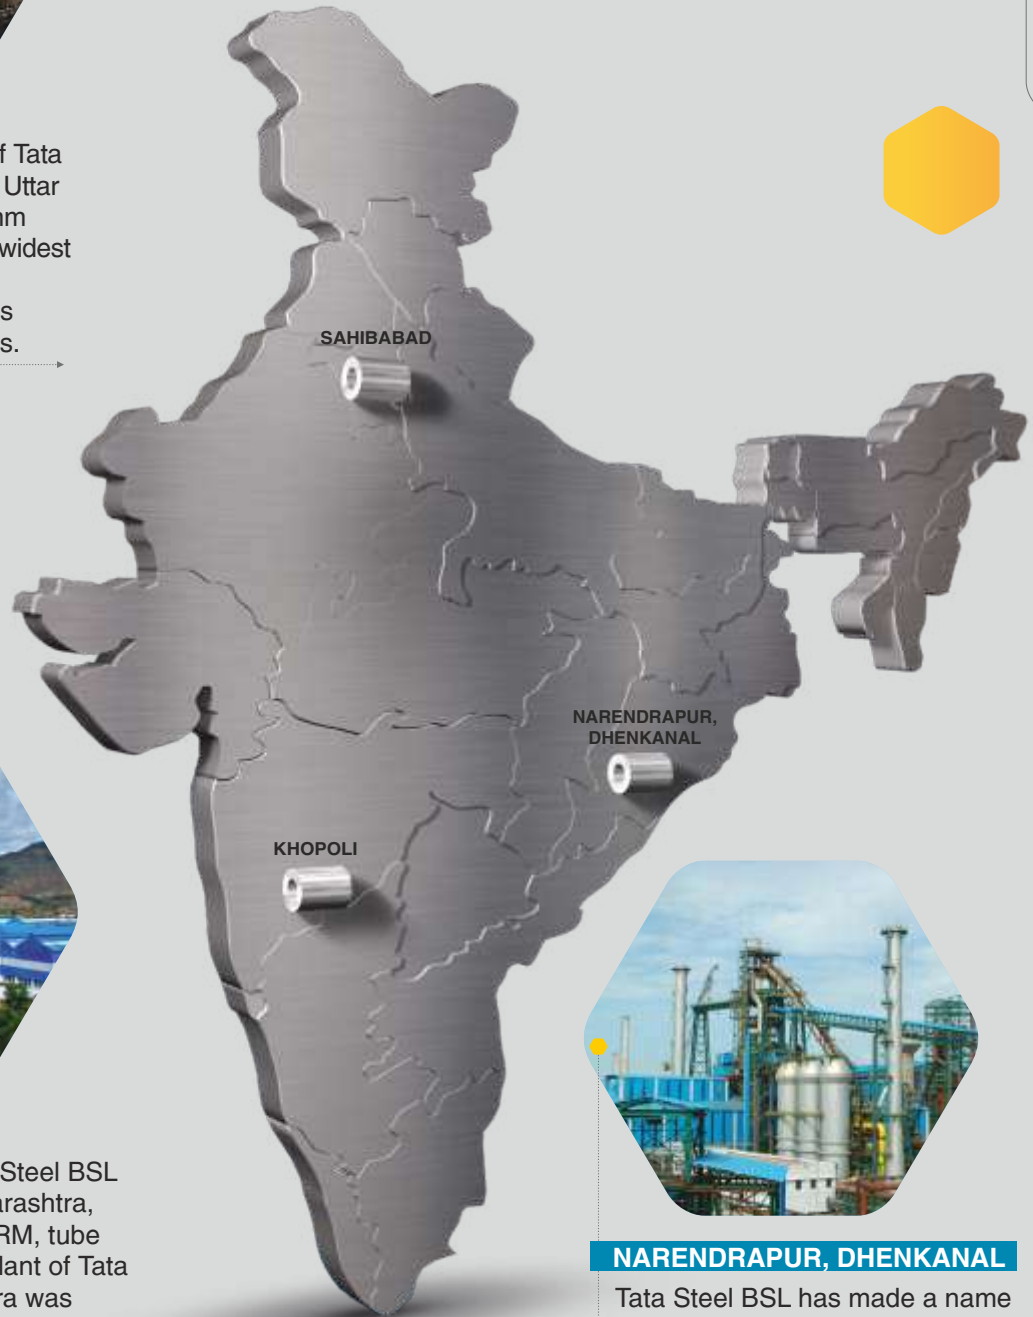 f Tata
Uttar
widest
s
s.
SAHIBABAD
NARENDRAPUR,
DHENKANAL
KHOPOLI
Steel BSL
arashtra,
RM, tube
lant of Tata
ra was
NARENDRAPUR, DHENKANAL
Tata Steel BSL has made a name